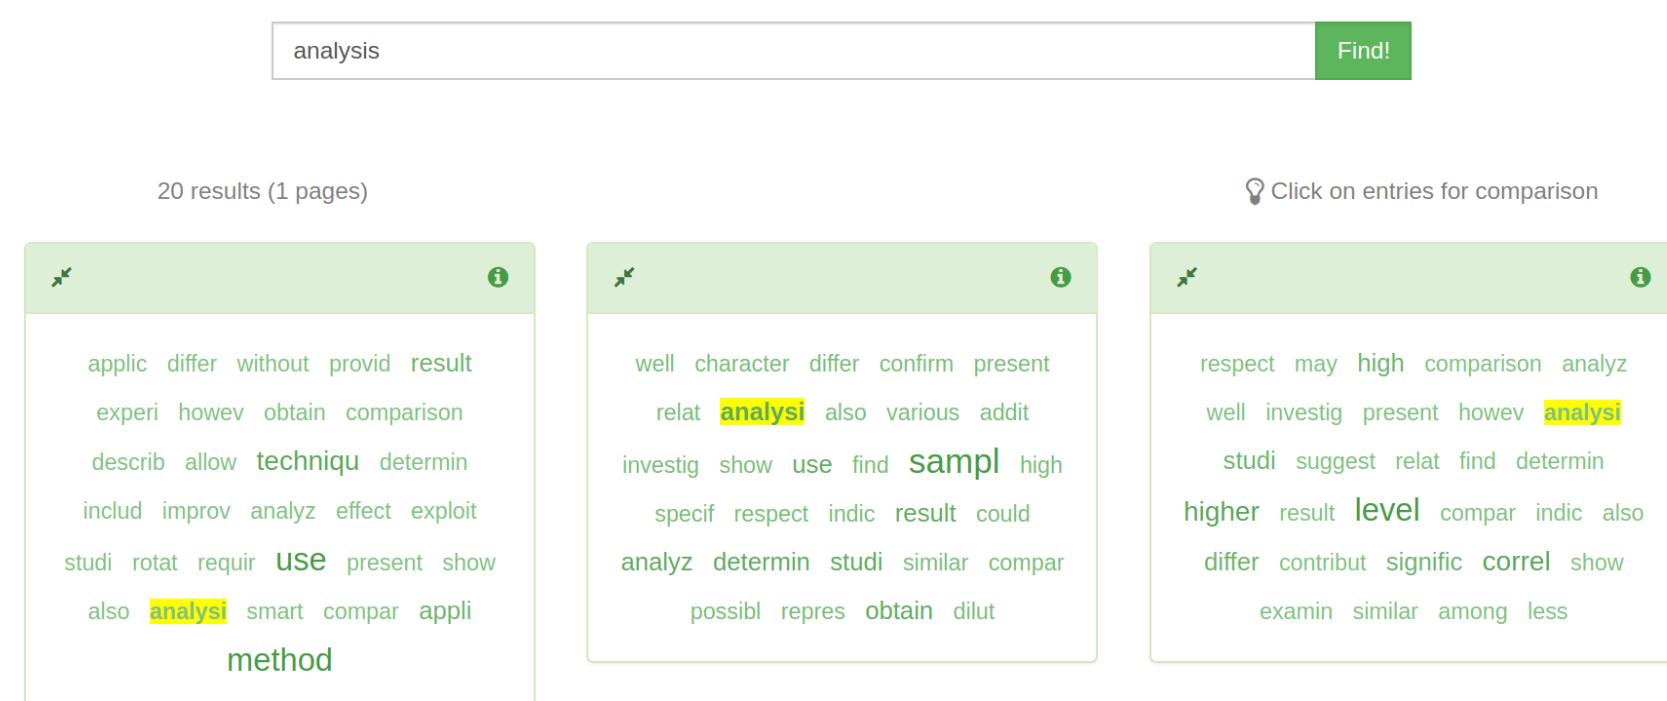 analysis
Find!
20 results (1 pages)
Click on entries for comparison
applic differ without provid result
experi howev obtain comparison
describ allow techniqu determin
includ improv analyz effect exploit
studi rotat requir use present show
also analysi smart compar appli
method
well character differ confirm present
relat analysi also various addit
investig show use find sampl high
specif respect indic result could
analyz determin studi similar compar
possibl repres obtain dilut
respect may high comparison analyz
well investig present howev analysi
studi suggest relat find determin
higher result level compar indic also
differ contribut signific correl show
examin similar among less